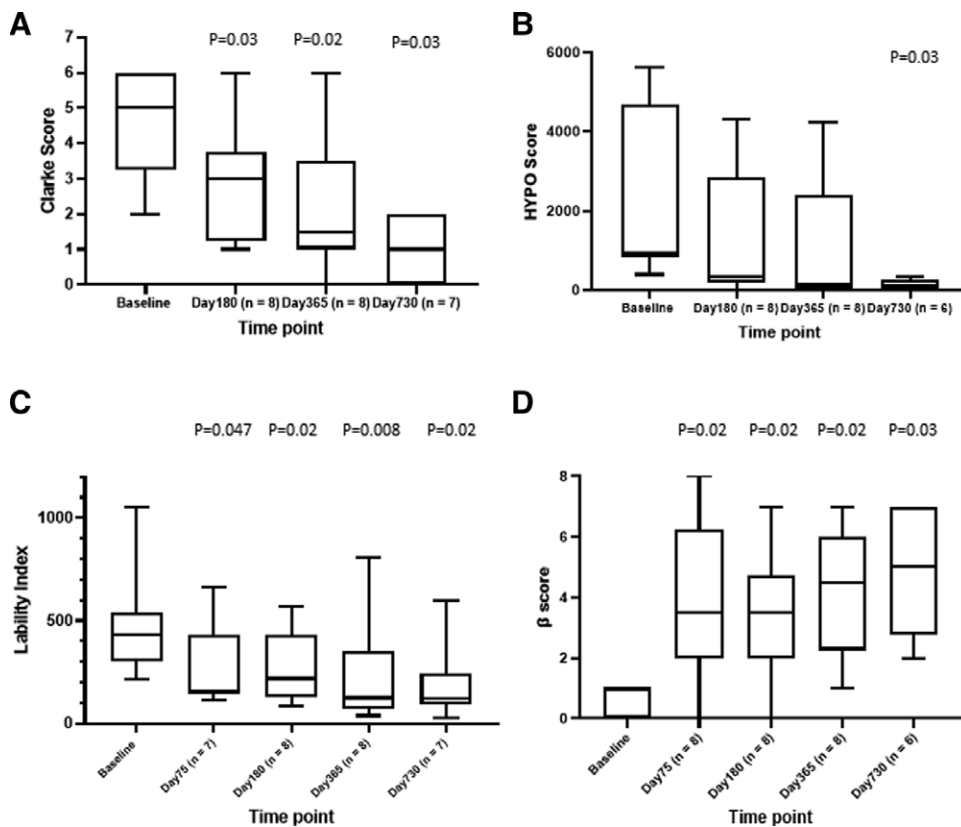 A
P=0.03 P=0.02 P=0.03
7
6
5
4
3
2
1
0
Clarke Score
Baseline Day180 (n = 8) Day365 (n = 8) Day730 (n = 7)
Time point
B
P=0.03
6000
4000
2000
0
HYPO Score
Baseline Day180 (n = 8) Day365 (n = 8) Day730 (n = 6)
Time point
C
P=0.047 P=0.02 P=0.008 P=0.02
1000
500
0
Lability Index
Baseline Day75 (n = 7) Day180 (n = 8) Day365 (n = 8) Day730 (n = 7)
Time point
D
P=0.02 P=0.02 P=0.02 P=0.03
8
6
4
2
0
β score
Baseline Day75 (n = 8) Day180 (n = 8) Day365 (n = 8) Day730 (n = 6)
Time point